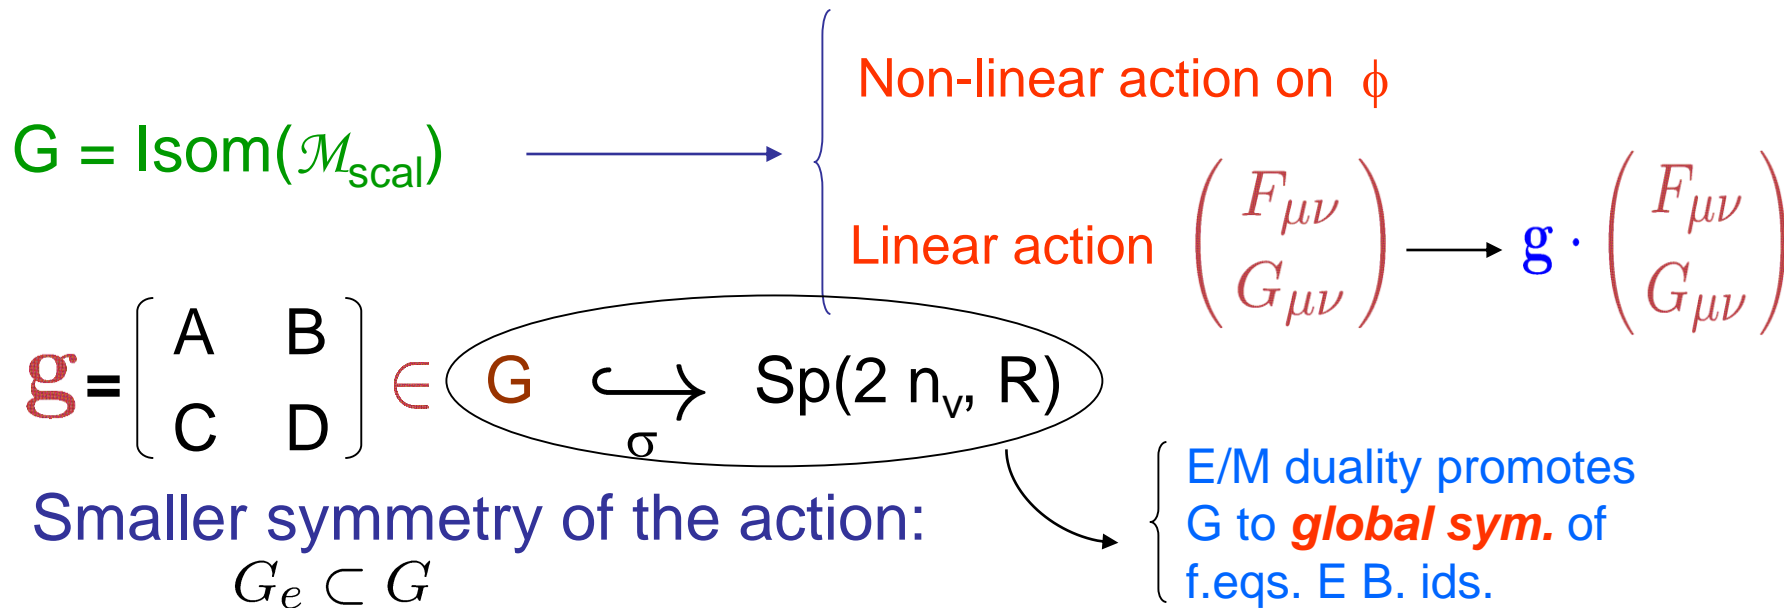 Non-linear action on ϕ
G = Isom(ℳscal)
Linear action ( Fμν Gμν ) → g · ( Fμν Gμν )
g = [ A B
C D ] ∈ G ↪σ Sp(2 nv, R)
Smaller symmetry of the action:
Ge ⊂ G
E/M duality promotes
G to global sym. of
f.eqs. E B. ids.